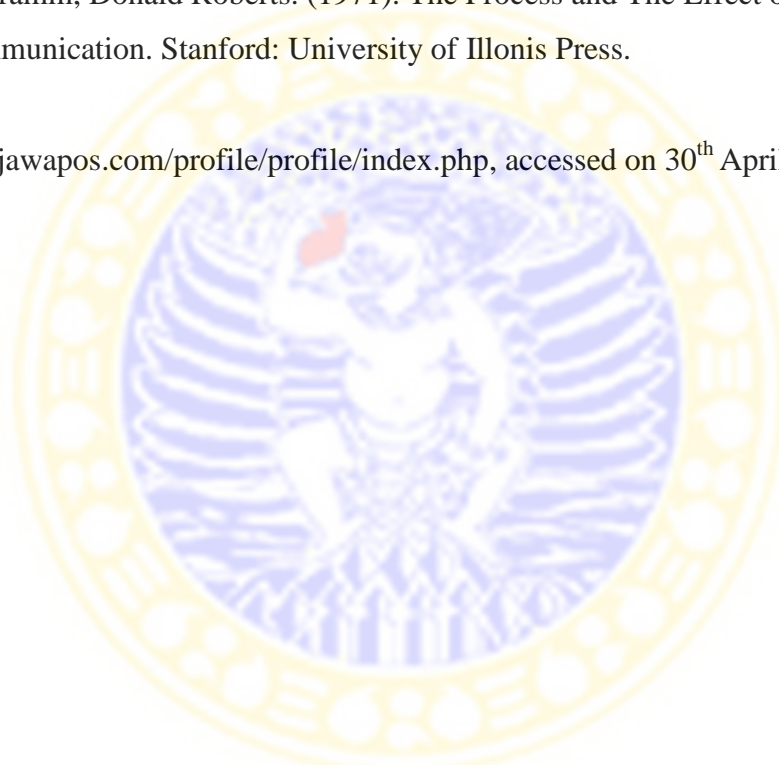 Donald Roberts. (1971). The Process and The Effect
munication. Stanford: University of Illonis Press.
jawapos.com/profile/profile/index.php, accessed on 30th April